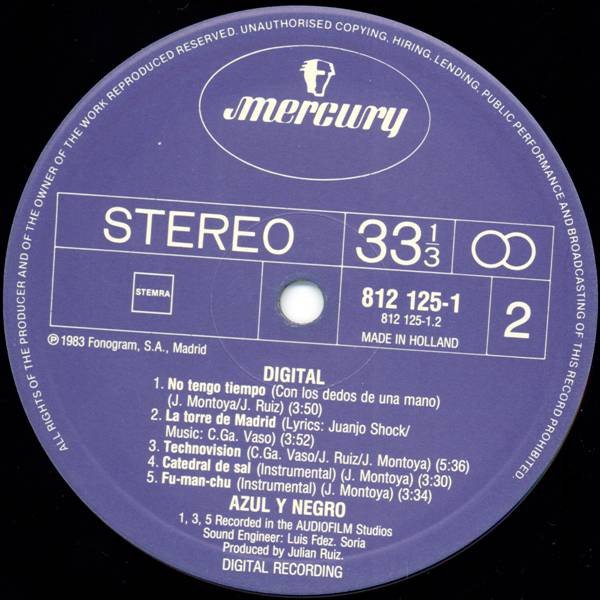 ALL RIGHTS OF THE PRODUCER AND OF THE OWNER OF THE WORK REPRODUCED RESERVED. UNAUTHORISED COPYING, HIRING, LENDING, PUBLIC PERFORMANCE AND BROADCASTING OF THIS RECORD PROHIBITED.
mercury
STEREO
33 1/3
STEMRA
812 125-1
812 125-1.2
MADE IN HOLLAND
2
℗ 1983 Fonogram, S.A., Madrid
DIGITAL
1. No tengo tiempo (Con los dedos de una mano)
(J. Montoya/J. Ruiz) (3:50)
2. La torre de Madrid (Lyrics: Juanjo Shock/
Music: C.Ga. Vaso) (3:52)
3. Technovision (C.Ga. Vaso/J. Ruiz/J. Montoya) (5:36)
4. Catedral de sal (Instrumental) (J. Montoya) (3:30)
5. Fu-man-chu (Instrumental) (J. Montoya) (3:34)
AZUL Y NEGRO
1, 3, 5 Recorded in the AUDIOFILM Studios
Sound Engineer: Luis Fdez. Soria
Produced by Julian Ruiz.
DIGITAL RECORDING